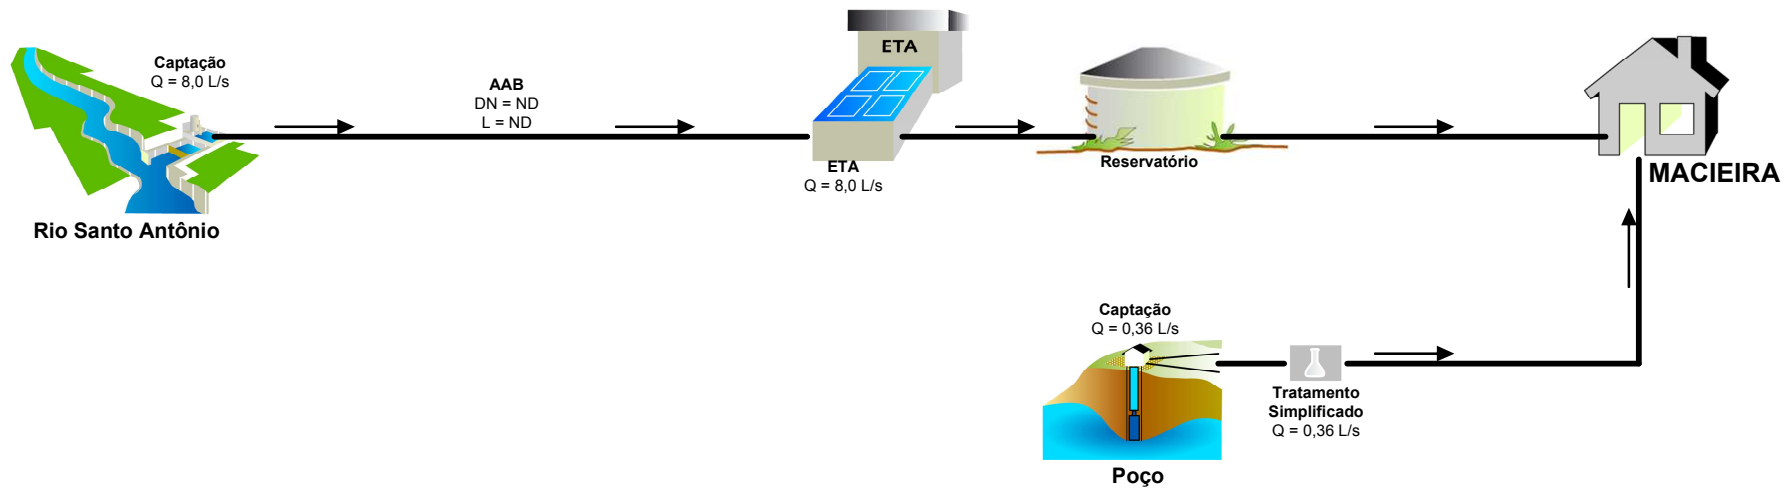 Captação
Q = 8,0 L/s
Rio Santo Antônio
AAB
DN = ND
L = ND
ETA
ETA
Q = 8,0 L/s
Reservatório
MACIEIRA
Captação
Q = 0,36 L/s
Poço
Tratamento
Simplificado
Q = 0,36 L/s